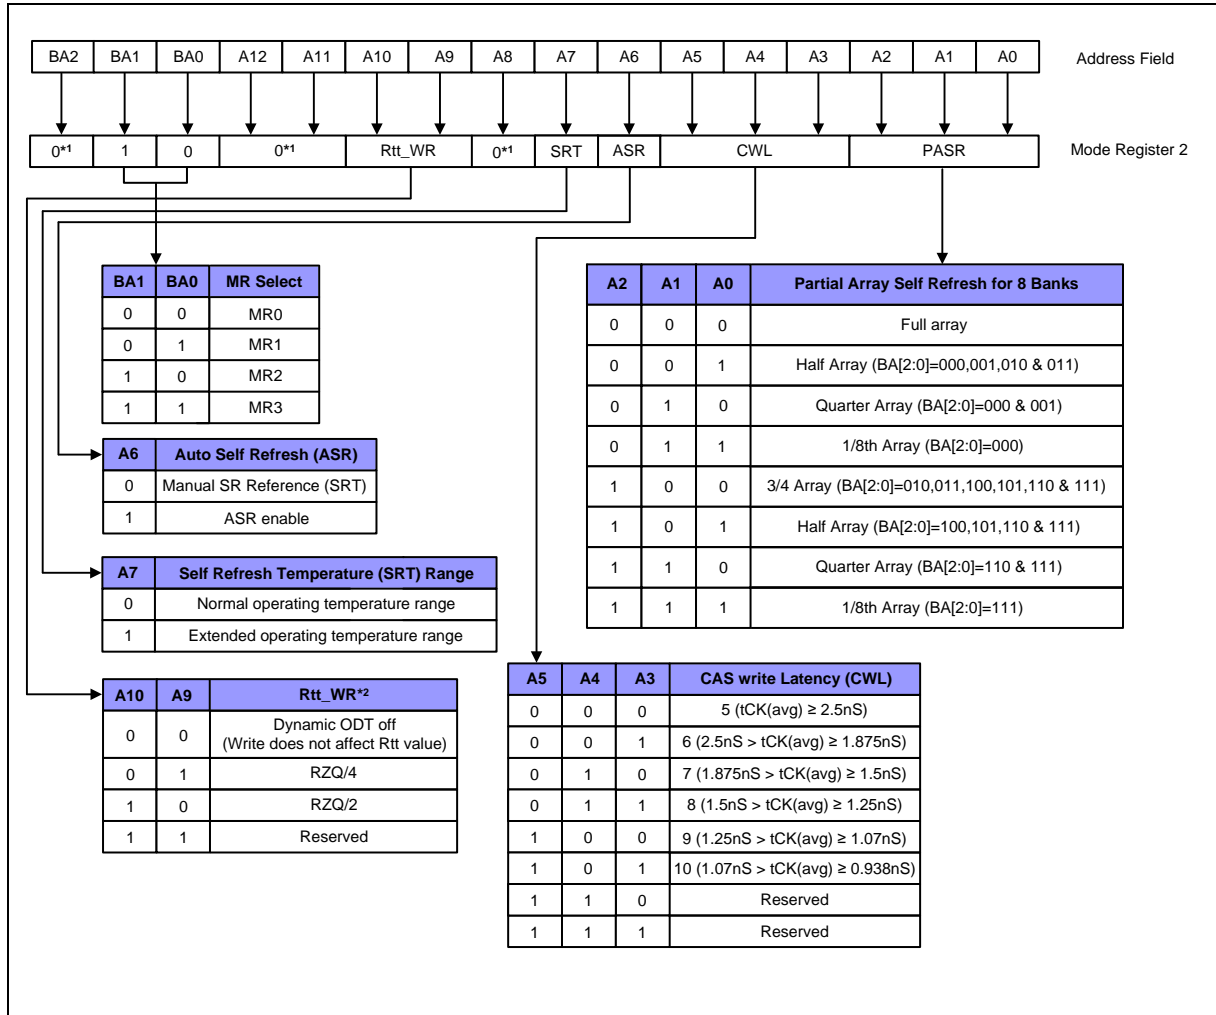 BA2 BA1 BA0 A12 A11 A10 A9 A8 A7 A6 A5 A4 A3 A2 A1 A0 Address Field
0*1 1 0 0*1 Rtt_WR 0*1 SRT ASR CWL PASR Mode Register 2
BA1 BA0 MR Select
0 0 MR0
0 1 MR1
1 0 MR2
1 1 MR3
A6 Auto Self Refresh (ASR)
0 Manual SR Reference (SRT)
1 ASR enable
A7 Self Refresh Temperature (SRT) Range
0 Normal operating temperature range
1 Extended operating temperature range
A10 A9 Rtt_WR*2
0 0 Dynamic ODT off
(Write does not affect Rtt value)
0 1 RZQ/4
1 0 RZQ/2
1 1 Reserved
A2 A1 A0 Partial Array Self Refresh for 8 Banks
0 0 0 Full array
0 0 1 Half Array (BA[2:0]=000,001,010 & 011)
0 1 0 Quarter Array (BA[2:0]=000 & 001)
0 1 1 1/8th Array (BA[2:0]=000)
1 0 0 3/4 Array (BA[2:0]=010,011,100,101,110 & 111)
1 0 1 Half Array (BA[2:0]=100,101,110 & 111)
1 1 0 Quarter Array (BA[2:0]=110 & 111)
1 1 1 1/8th Array (BA[2:0]=111)
A5 A4 A3 CAS write Latency (CWL)
0 0 0 5 (tCK(avg) ≥ 2.5nS)
0 0 1 6 (2.5nS > tCK(avg) ≥ 1.875nS)
0 1 0 7 (1.875nS > tCK(avg) ≥ 1.5nS)
0 1 1 8 (1.5nS > tCK(avg) ≥ 1.25nS)
1 0 0 9 (1.25nS > tCK(avg) ≥ 1.07nS)
1 0 1 10 (1.07nS > tCK(avg) ≥ 0.938nS)
1 1 0 Reserved
1 1 1 Reserved